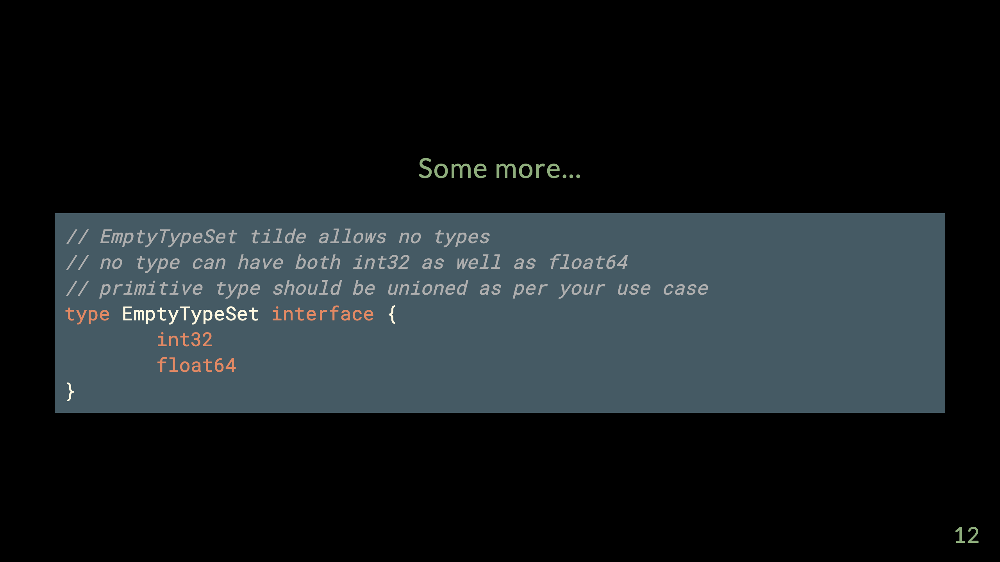 Some more...
// EmptyTypeSet tilde allows no types
// no type can have both int32 as well as float64
// primitive type should be unioned as per your use case
type EmptyTypeSet interface {
        int32
        float64
}
12